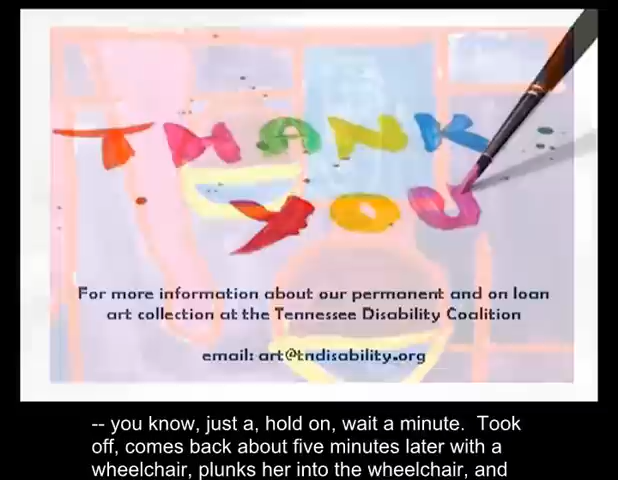 THANK
YOU
For more information about our permanent and on loan
art collection at the Tennessee Disability Coalition
email: art@tndisability.org
-- you know, just a, hold on, wait a minute.  Took
off, comes back about five minutes later with a
wheelchair, plunks her into the wheelchair, and